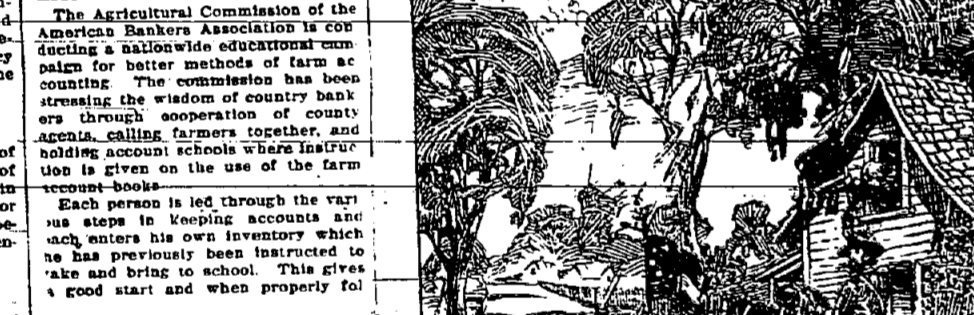 The Agricultural Commission of the
American Bankers Association is con
ducting a nationwide educational cam
paign for better methods of farm ac
counting. The commission has been
stressing the wisdom of country bank
ers through cooperation of county
agents, calling farmers together, and
holding account schools where instruc
tion is given on the use of the farm
account books
Each person is led through the vari
ous steps in keeping accounts and
each enters his own inventory which
he has previously been instructed to
take and bring to school. This gives
a good start and when properly fol